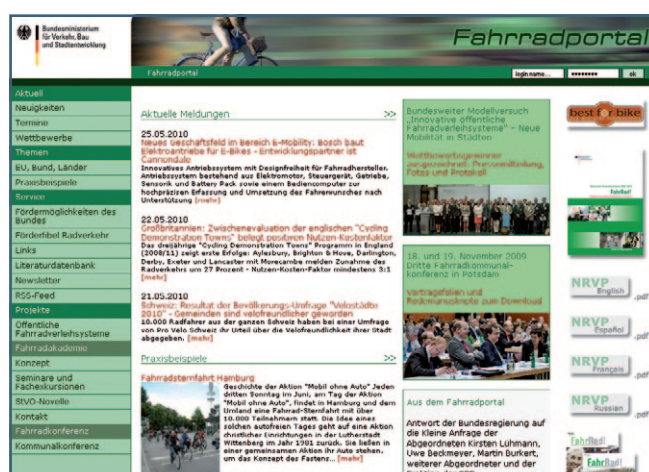 Bundesministerium
für Verkehr, Bau
und Stadtentwicklung
Fahrradportal
Fahrradportal
login name...
ok
Aktuell
Neuigkeiten
Termine
Wettbewerbe
Themen
EU, Bund, Länder
Praxisbeispiele
Service
Fördermöglichkeiten des
Bundes
Förderfibel Radverkehr
Links
Literaturdatenbank
Newsletter
RSS-Feed
Projekte
Öffentliche
Fahrradverleihsysteme
Fahrradakademie
Konzept
Seminare und
Fachexkursionen
StVO-Novelle
Kontakt
Fahrradkonferenz
Kommunalkonferenz
Aktuelle Meldungen >>
25.05.2010
Neues Geschäftsfeld im Bereich E-Mobility: Bosch baut
Elektroantriebe für E-Bikes - Entwicklungspartner ist
Cannondale
Innovatives Antriebssystem mit Designfreiheit für Fahrradhersteller.
Antriebssystem bestehend aus Elektromotor, Steuergerät, Getriebe,
Sensorik und Battery Pack sowie einem Bediencomputer zur
hochpräzisen Erfassung und Umsetzung des Fahrerwunsches nach
Unterstützung [mehr]
22.05.2010
Großbritannien: Zwischenevaluation der englischen "Cycling
Demonstration Towns" belegt positiven Nutzen-Kostenfaktor
Das dreijährige "Cycling Demonstration Towns" Programm in England
(2008/11) zeigt erste Erfolge: Aylesbury, Brighton & Hove, Darlington,
Derby, Exeter und Lancaster mit Morecambe melden Zunahme des
Radverkehrs um 27 Prozent - Nutzen-Kosten-Faktor mindestens 3:1
[mehr]
21.05.2010
Schweiz: Resultat der Bevölkerungs-Umfrage "Velostädte
2010" - Gemeinden sind velofreundlicher geworden
10.000 Radfahrer aus der ganzen Schweiz haben bei einer Umfrage
von Pro Velo Schweiz ihr Urteil über die Velofreundlichkeit ihrer Stadt
abgegeben. [mehr]
Praxisbeispiele >>
Fahrradsternfahrt Hamburg
Geschichte der Aktion "Mobil ohne Auto" Jeden
dritten Sonntag im Juni, am Tag der Aktion
"Mobil ohne Auto", findet in Hamburg und dem
Umland eine Fahrrad-Sternfahrt mit über
10.000 Teilnehmern statt. Die Idee eines
solchen autofreien Tages geht auf eine Aktion
christlicher Einrichtungen in der Lutherstadt
Wittenberg im Jahr 1981 zurück. Sie ließen in
einer gemeinsamen Aktion ihr Auto stehen,
um das Konzept des Fastens... [mehr]
Bundesweiter Modellversuch
„Innovative öffentliche
Fahrradverleihsysteme“ - Neue
Mobilität in Städten
Wettbewerbsgewinner
ausgezeichnet: Pressemitteilung,
Fotos und Protokoll
18. und 19. November 2009
Dritte Fahrradkommunal-
konferenz in Potsdam
Vortragsfolien und
Redemanuskripte zum Download
Aus dem Fahrradportal
Antwort der Bundesregierung auf
die Kleine Anfrage der
Abgeordneten Kirsten Lühmann,
Uwe Beckmeyer, Martin Burkert,
weiterer Abgeordneter und der
best for bike
FahrRad!
NRVP
English .pdf
NRVP
Español .pdf
NRVP
Français .pdf
NRVP
Russian .pdf
FahrRad!
FahrRad!